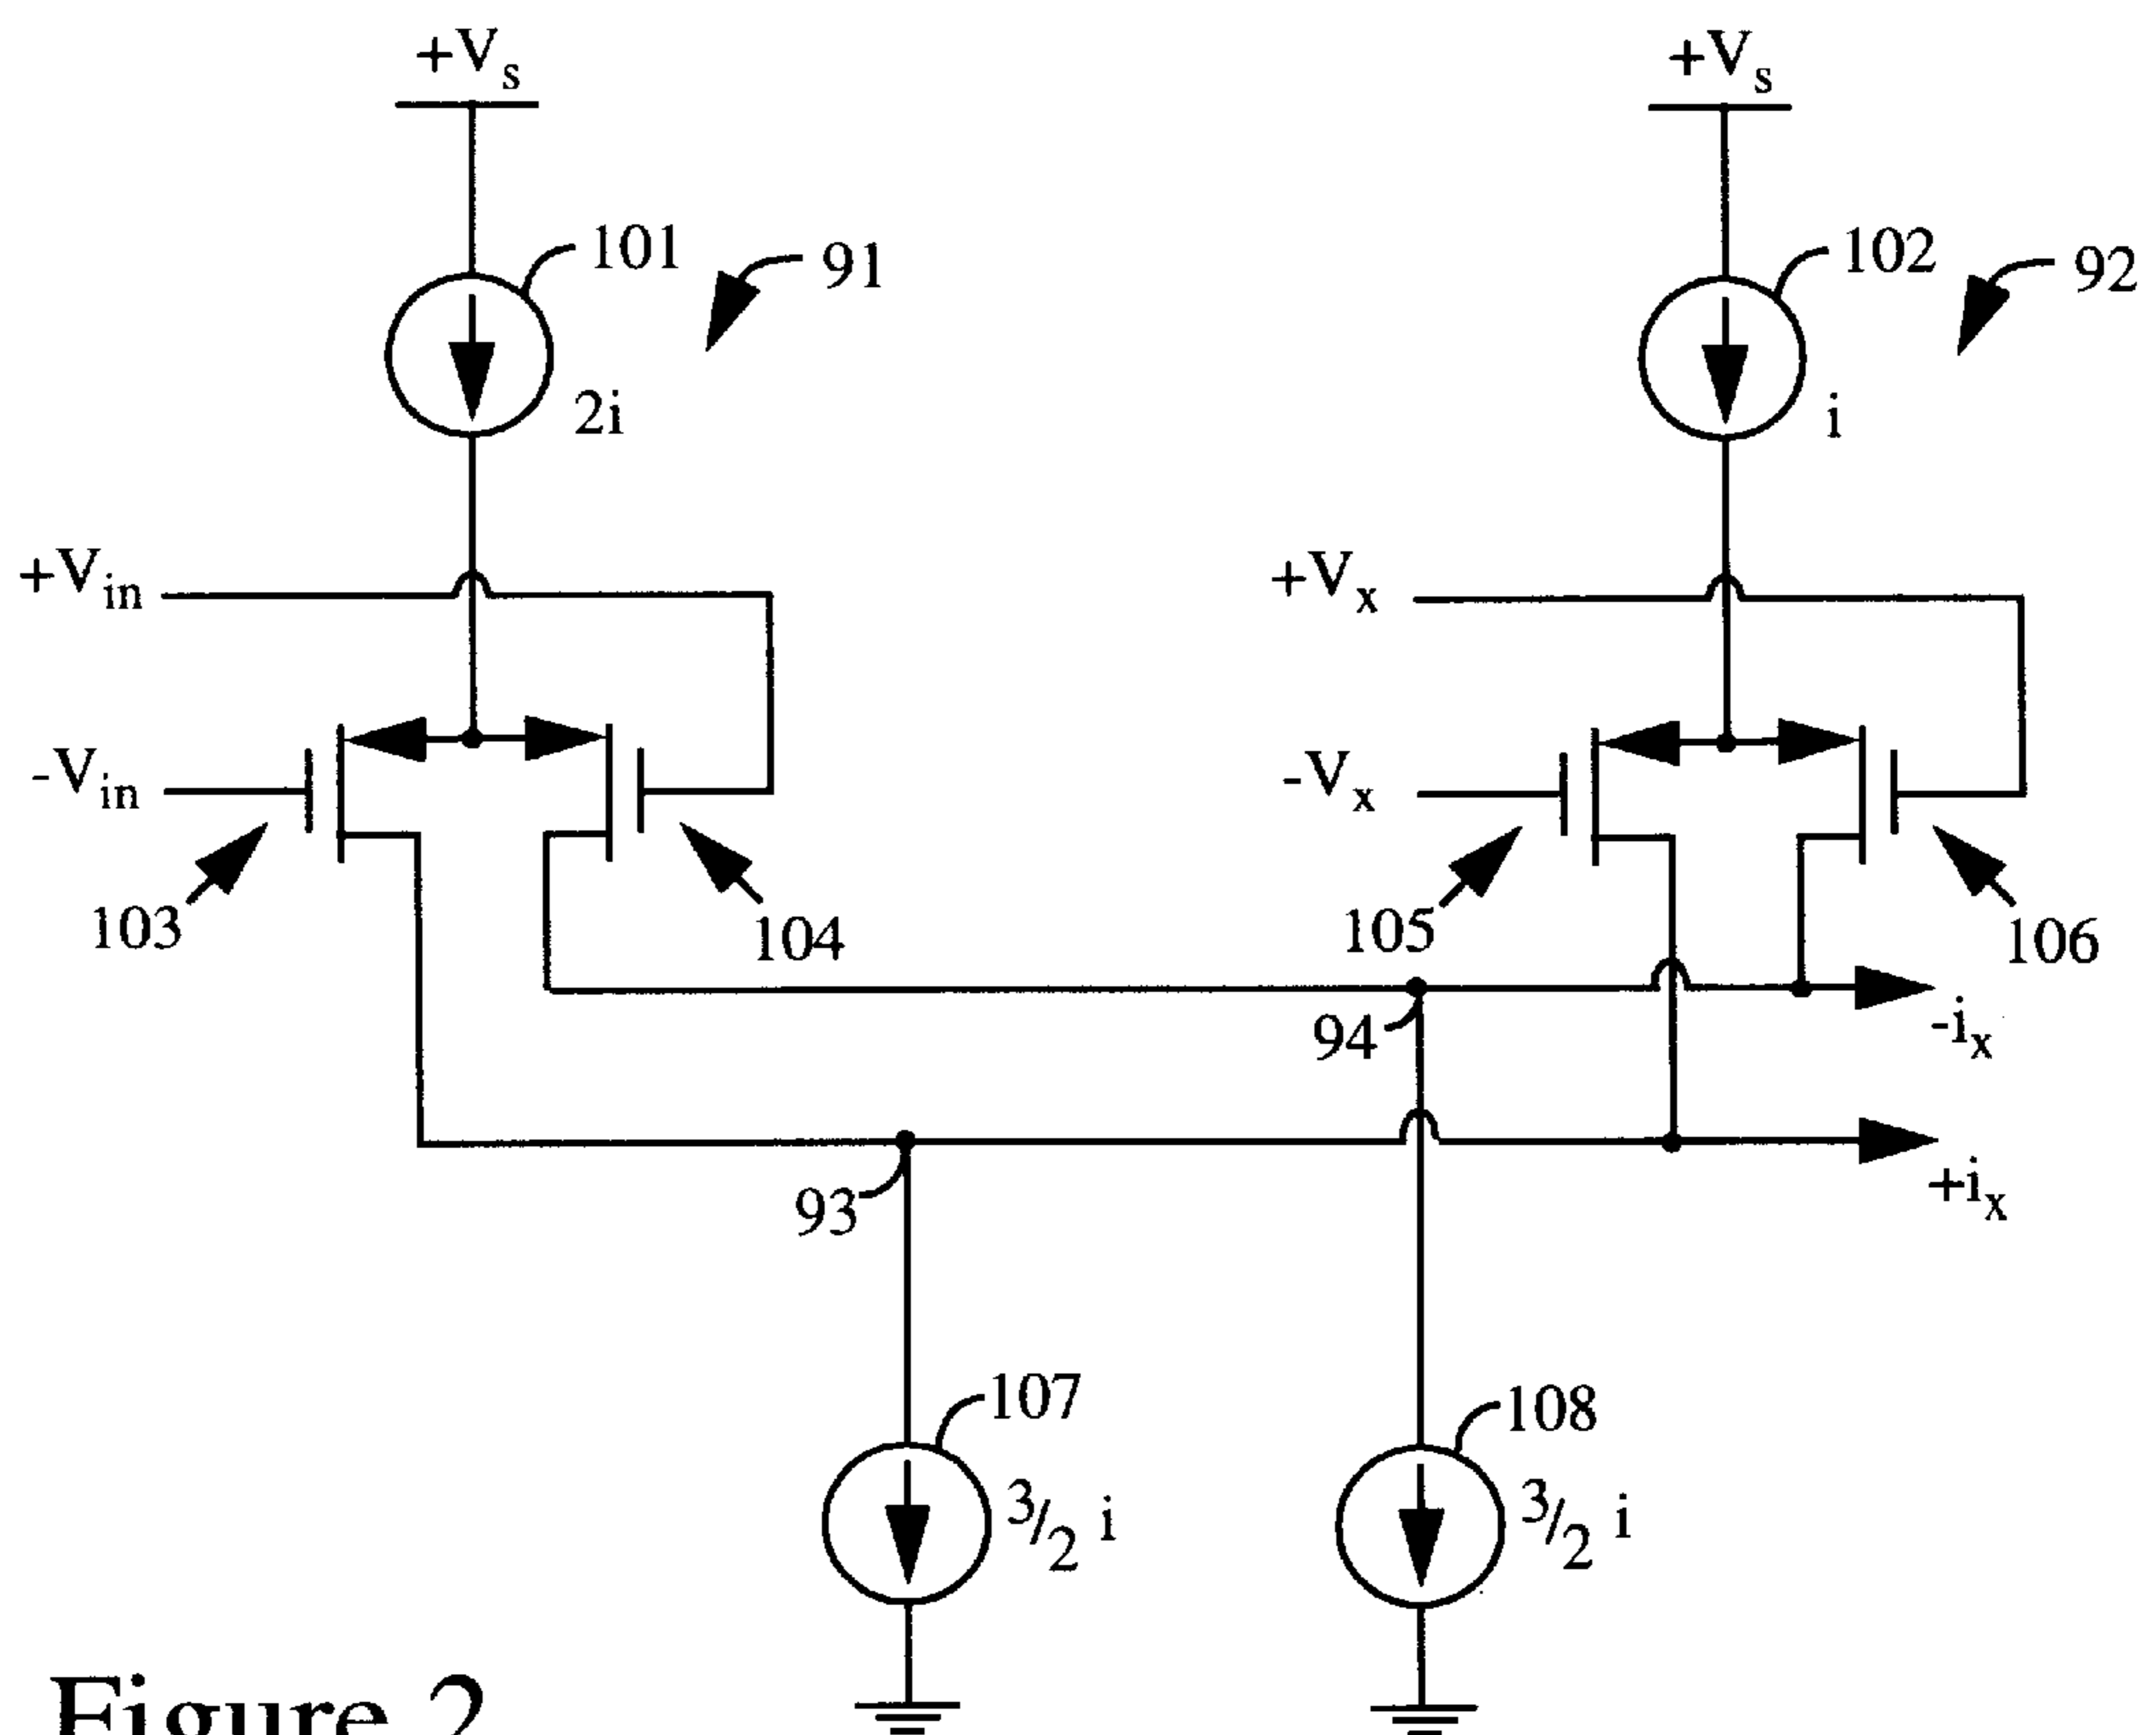 +Vs
+Vs
101
91
102
92
2i
i
+Vin
+Vx
-Vin
-Vx
103
104
105
106
94
-ix
93
+ix
107
108
3/2 i
3/2 i
Figure 2